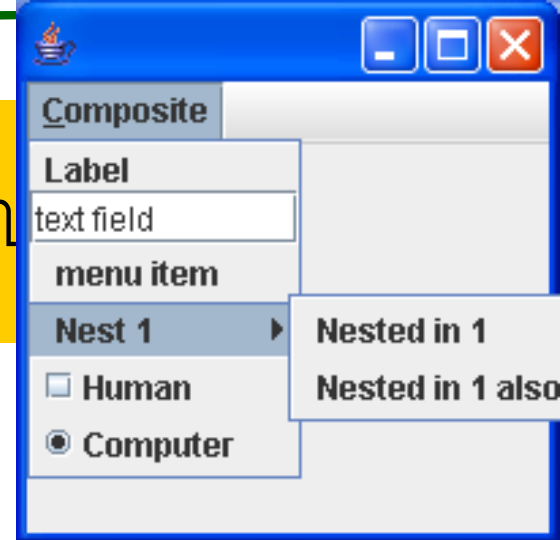 Composite
Label
text field
menu item
Nest 1
Nested in 1
Nested in 1 also
Human
Computer